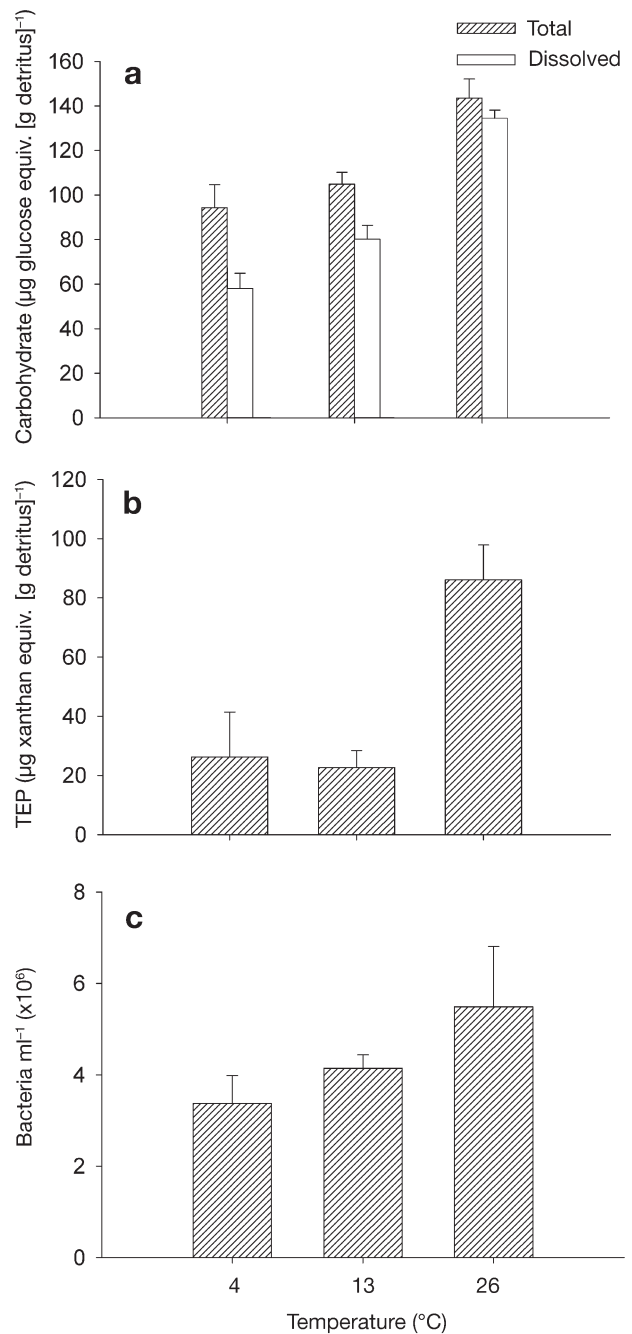 Total
Dissolved
a
Carbohydrate (µg glucose equiv. [g detritus]⁻¹)
160
140
120
100
80
60
40
20
0
b
TEP (µg xanthan equiv. [g detritus]⁻¹)
120
100
80
60
40
20
0
c
Bacteria ml⁻¹ (x10⁶)
8
6
4
2
0
4 13 26
Temperature (°C)